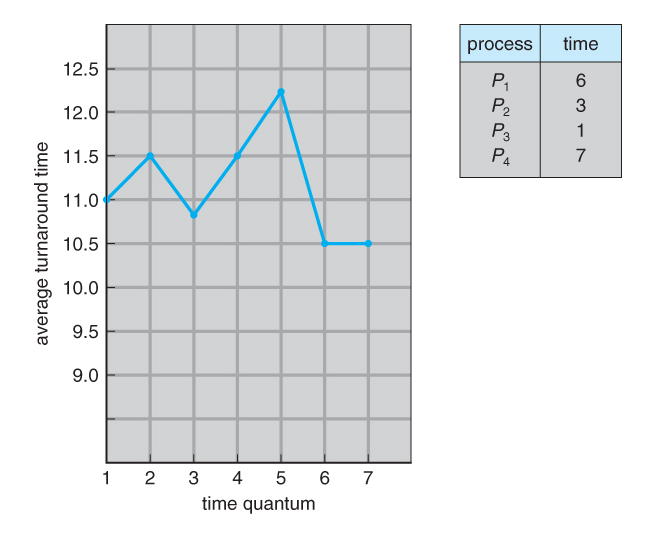 12.5
12.0
11.5
11.0
10.5
10.0
9.5
9.0
average turnaround time
1 2 3 4 5 6 7
time quantum
process time
P1 6
P2 3
P3 1
P4 7